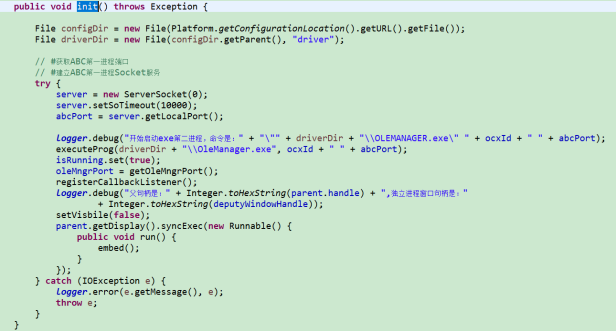 public void init() throws Exception {
File configDir = new File(Platform.getConfigurationLocation().getURL().getFile());
File driverDir = new File(configDir.getParent(), "driver");
// #获取ABC第一进程端口
// #建立ABC第一进程Socket服务
try {
server = new ServerSocket(0);
server.setSoTimeout(10000);
abcPort = server.getLocalPort();
logger.debug("开始启动exe第二进程，命令是：" + "\"" + driverDir + "\\OLEMANAGER.exe\" " + ocxId + " " + abcPort);
executeProg(driverDir + "\\OleManager.exe", ocxId + " " + abcPort);
isRunning.set(true);
oleMngrPort = getOleMngrPort();
registerCallbackListener();
logger.debug("父句柄是：" + Integer.toHexString(parent.handle) + ",独立进程窗口句柄是："
+ Integer.toHexString(deputyWindowHandle));
setVisbile(false);
parent.getDisplay().syncExec(new Runnable() {
public void run() {
embed();
}
});
} catch (IOException e) {
logger.error(e.getMessage(), e);
throw e;
}
}